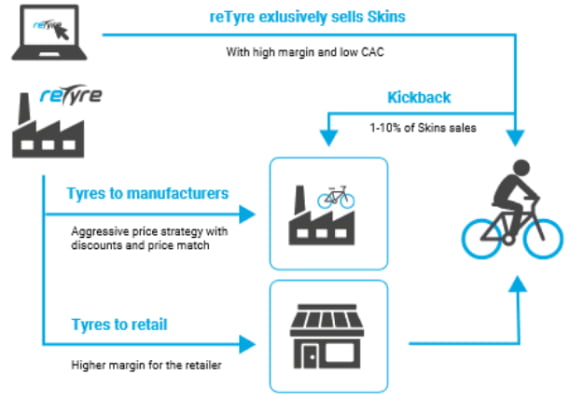 reTyre
reTyre exlusively sells Skins
With high margin and low CAC
reTyre
Kickback
1-10% of Skins sales
Tyres to manufacturers
Aggressive price strategy with
discounts and price match
Tyres to retail
Higher margin for the retailer